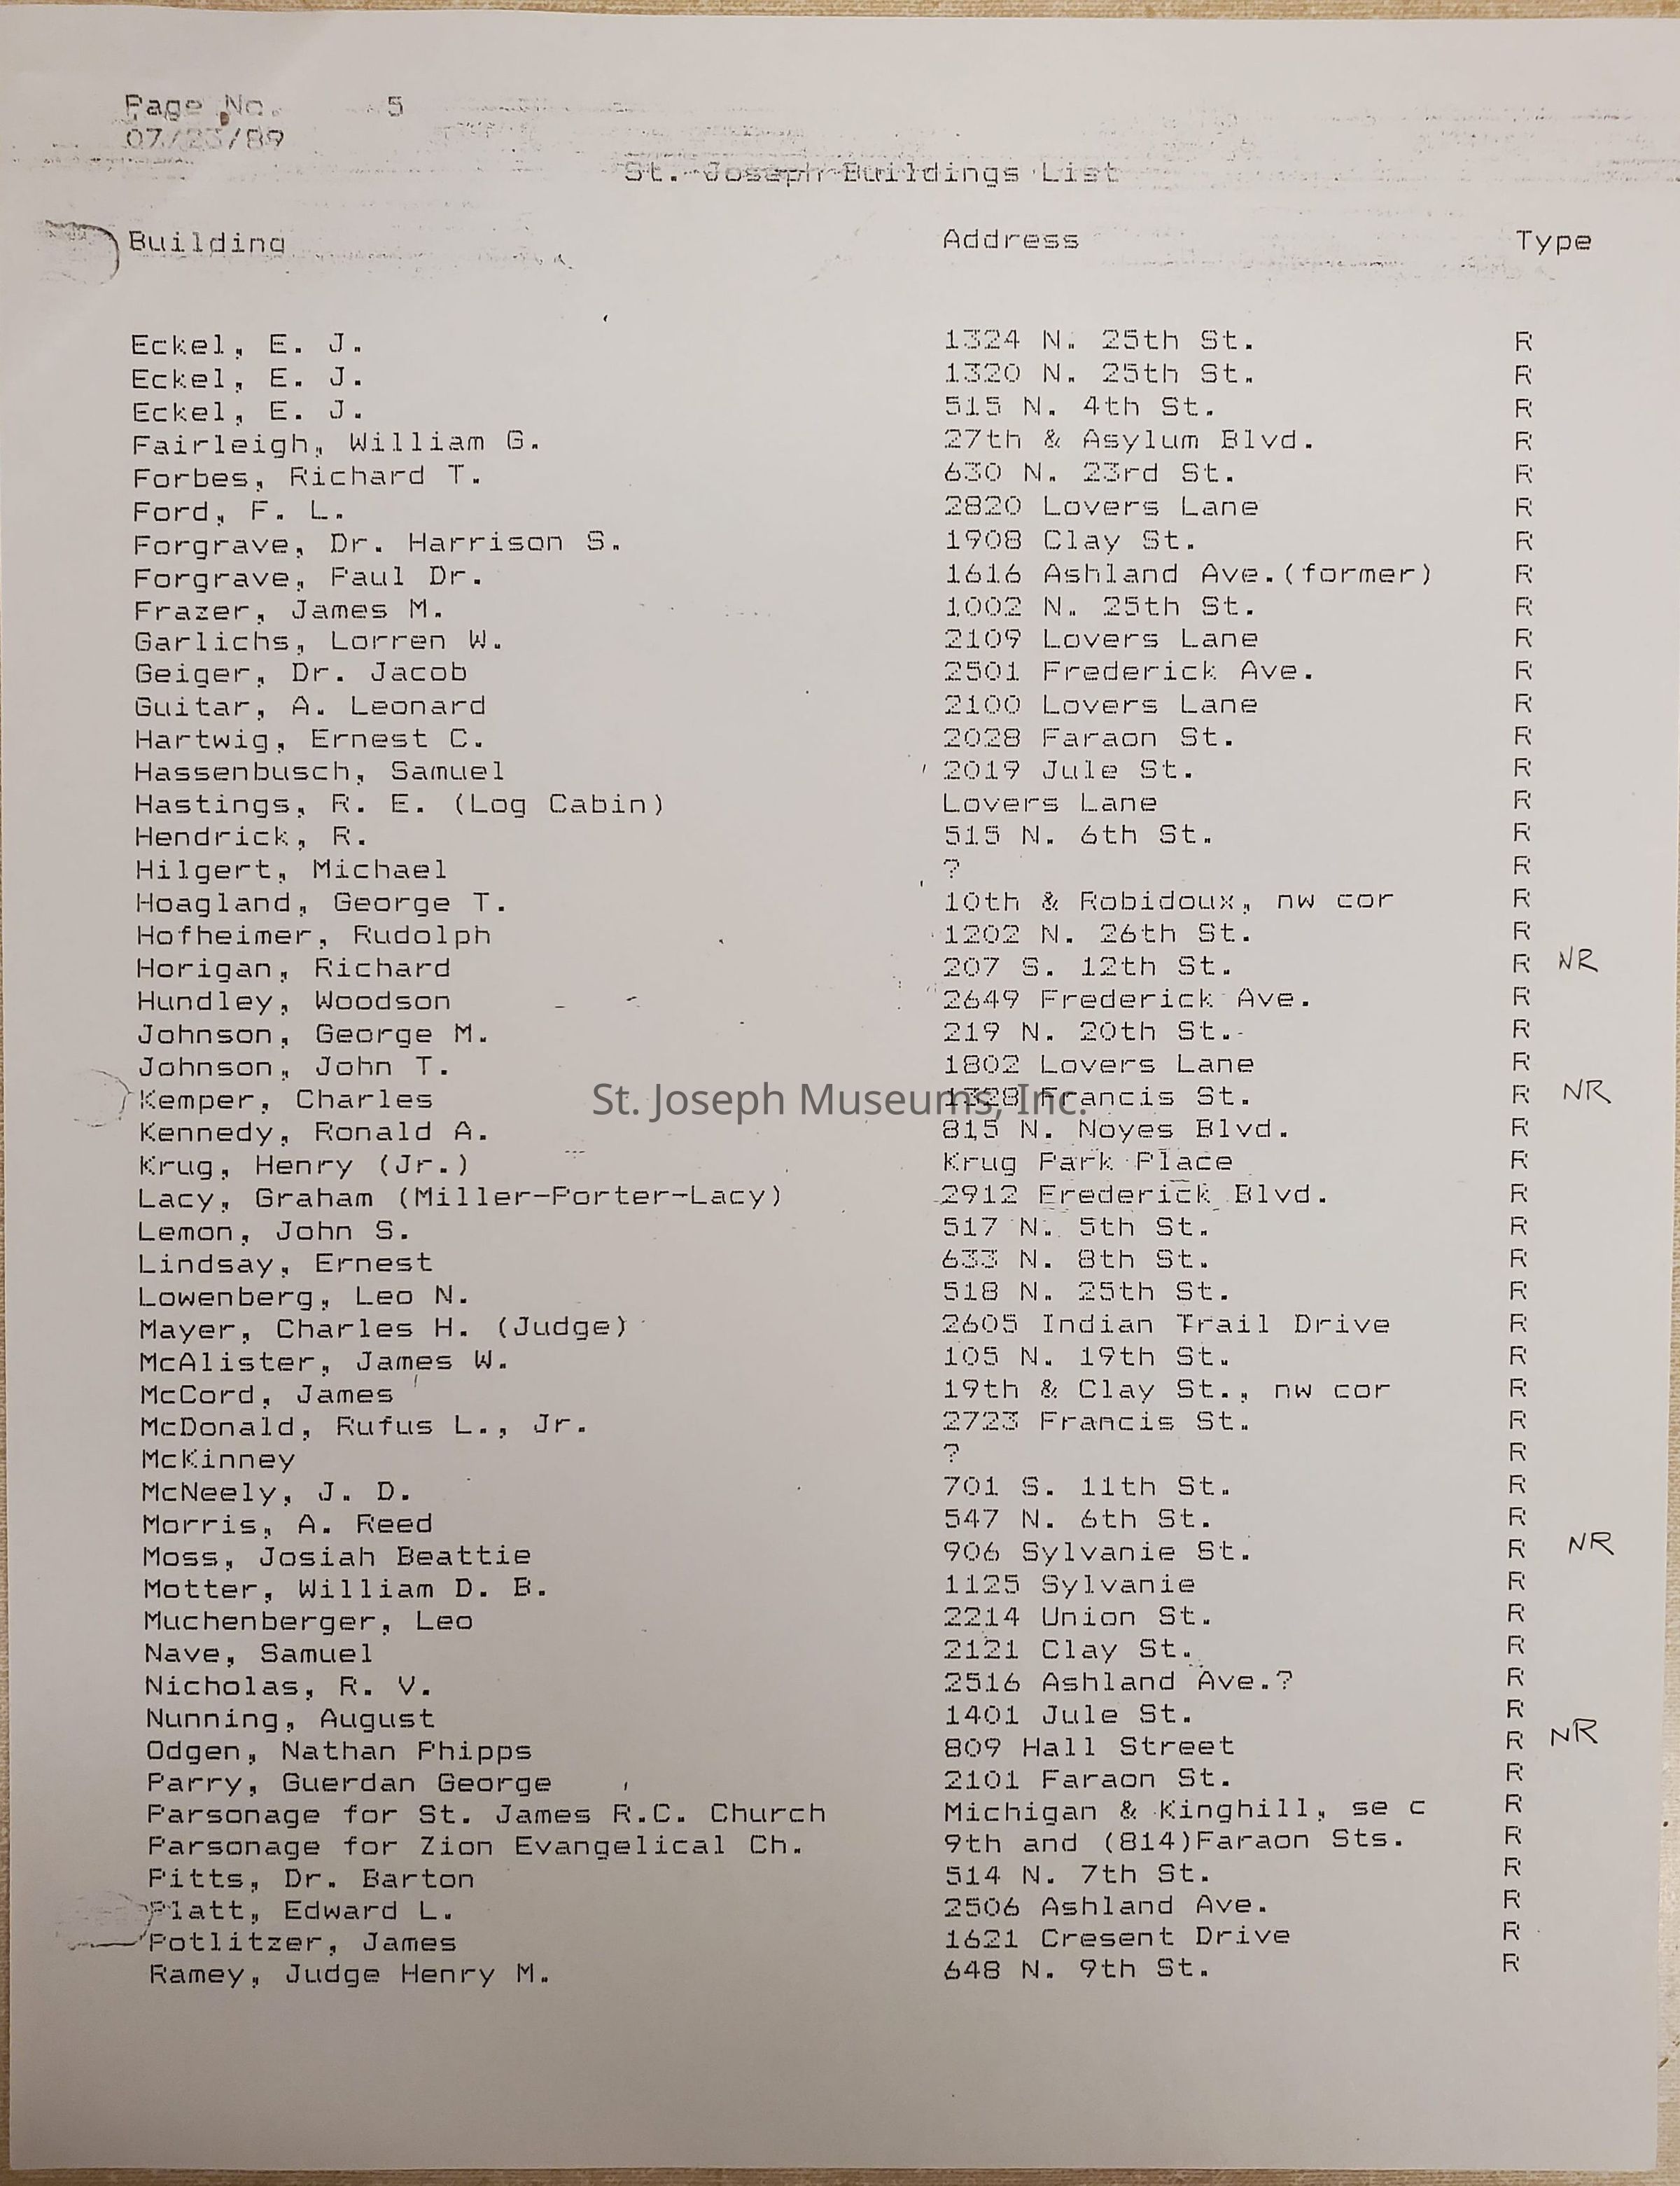 Page No. 5
07/23/89
St. Joseph Buildings List
Building Address Type
Eckel, E. J. 1324 N. 25th St. R
Eckel, E. J. 1320 N. 25th St. R
Eckel, E. J. 515 N. 4th St. R
Fairleigh, William G. 27th & Asylum Blvd. R
Forbes, Richard T. 630 N. 23rd St. R
Ford, F. L. 2820 Lovers Lane R
Forgrave, Dr. Harrison S. 1908 Clay St. R
Forgrave, Paul Dr. 1616 Ashland Ave.(former) R
Frazer, James M. 1002 N. 25th St. R
Garlichs, Lorren W. 2109 Lovers Lane R
Geiger, Dr. Jacob 2501 Frederick Ave. R
Guitar, A. Leonard 2100 Lovers Lane R
Hartwig, Ernest C. 2028 Faraon St. R
Hassenbusch, Samuel 2019 Jule St. R
Hastings, R. E. (Log Cabin) Lovers Lane R
Hendrick, R. 515 N. 6th St. R
Hilgert, Michael ? R
Hoagland, George T. 10th & Robidoux, nw cor R
Hofheimer, Rudolph 1202 N. 26th St. R
Horigan, Richard 207 S. 12th St. R NR
Hundley, Woodson 2649 Frederick Ave. R
Johnson, George M. 219 N. 20th St. R
Johnson, John T. 1802 Lovers Lane R
Kemper, Charles 1328 Francis St. R NR
St. Joseph Museums, Inc.
Kennedy, Ronald A. 815 N. Noyes Blvd. R
Krug, Henry (Jr.) Krug Park Place R
Lacy, Graham (Miller-Porter-Lacy) 2912 Frederick Blvd. R
Lemon, John S. 517 N. 5th St. R
Lindsay, Ernest 633 N. 8th St. R
Lowenberg, Leo N. 518 N. 25th St. R
Mayer, Charles H. (Judge) 2605 Indian Trail Drive R
McAlister, James W. 105 N. 19th St. R
McCord, James 19th & Clay St., nw cor R
McDonald, Rufus L., Jr. 2723 Francis St. R
McKinney ? R
McNeely, J. D. 701 S. 11th St. R
Morris, A. Reed 547 N. 6th St. R
Moss, Josiah Beattie 906 Sylvanie St. R NR
Motter, William D. B. 1125 Sylvanie R
Muchenberger, Leo 2214 Union St. R
Nave, Samuel 2121 Clay St. R
Nicholas, R. V. 2516 Ashland Ave.? R
Nunning, August 1401 Jule St. R
Odgen, Nathan Phipps 809 Hall Street R NR
Parry, Guerdan George 2101 Faraon St. R
Parsonage for St. James R.C. Church Michigan & Kinghill, se c R
Parsonage for Zion Evangelical Ch. 9th and (814)Faraon Sts. R
Pitts, Dr. Barton 514 N. 7th St. R
Platt, Edward L. 2506 Ashland Ave. R
Potlitzer, James 1621 Cresent Drive R
Ramey, Judge Henry M. 648 N. 9th St. R